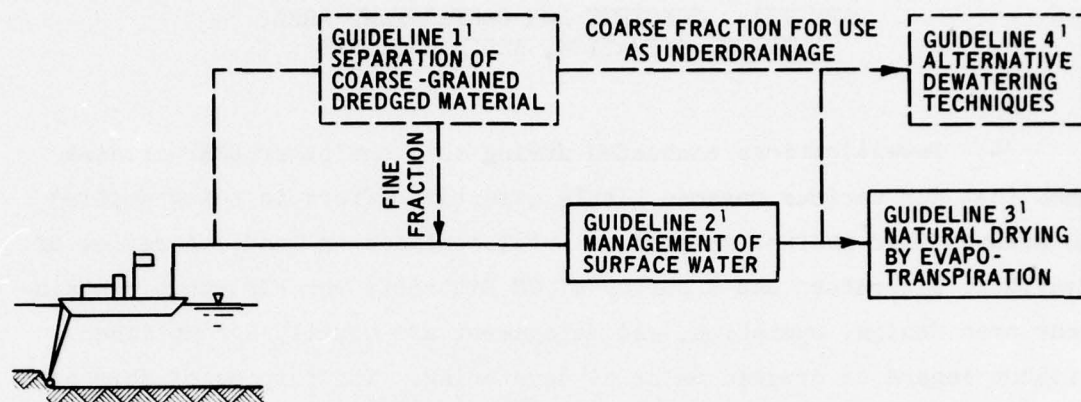 GUIDELINE 1¹
SEPARATION OF
COARSE-GRAINED
DREDGED MATERIAL
COARSE FRACTION FOR USE
AS UNDERDRAINAGE
GUIDELINE 4¹
ALTERNATIVE
DEWATERING
TECHNIQUES
FINE
FRACTION
GUIDELINE 2¹
MANAGEMENT OF
SURFACE WATER
GUIDELINE 3¹
NATURAL DRYING
BY EVAPO-
TRANSPIRATION